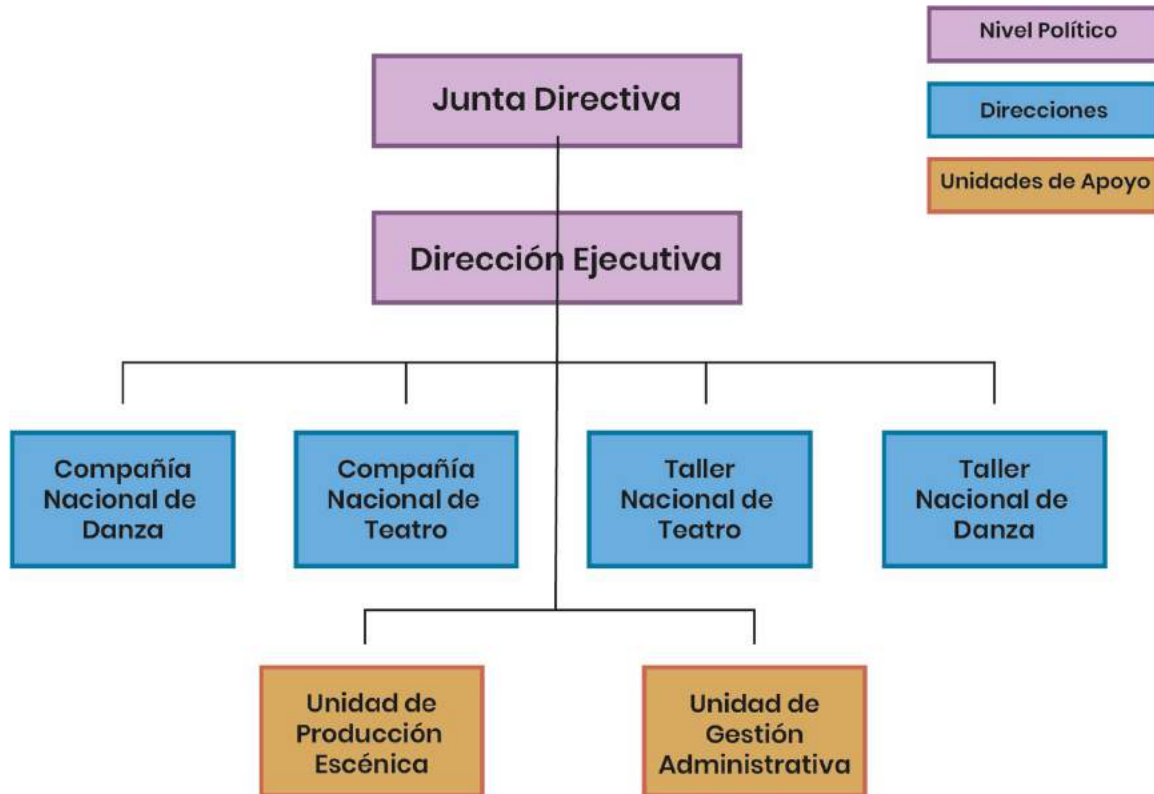 Nivel Político
Junta Directiva
Direcciones
Unidades de Apoyo
Dirección Ejecutiva
Compañía
Nacional de
Danza
Compañía
Nacional de
Teatro
Taller
Nacional de
Teatro
Taller
Nacional de
Danza
Unidad de
Producción
Escénica
Unidad de
Gestión
Administrativa